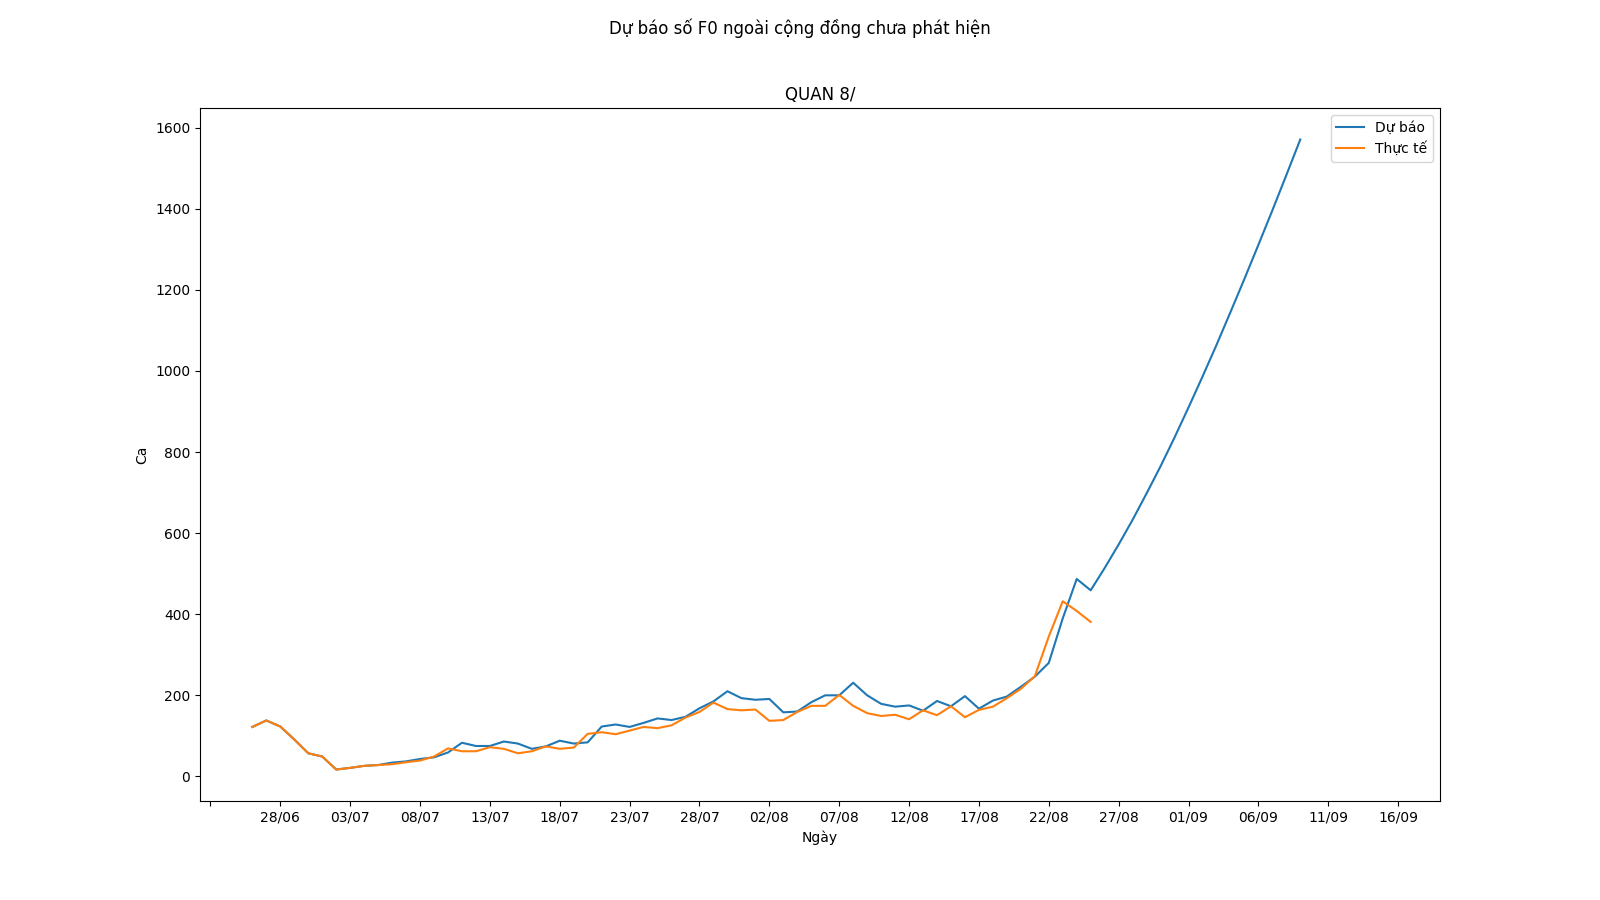 Dự báo số F0 ngoài cộng đồng chưa phát hiện
QUAN 8/
Dự báo
Thực tế
1600
1400
1200
1000
800
600
400
200
0
Ca
28/06 03/07 08/07 13/07 18/07 23/07 28/07 02/08 07/08 12/08 17/08 22/08 27/08 01/09 06/09 11/09 16/09
Ngày